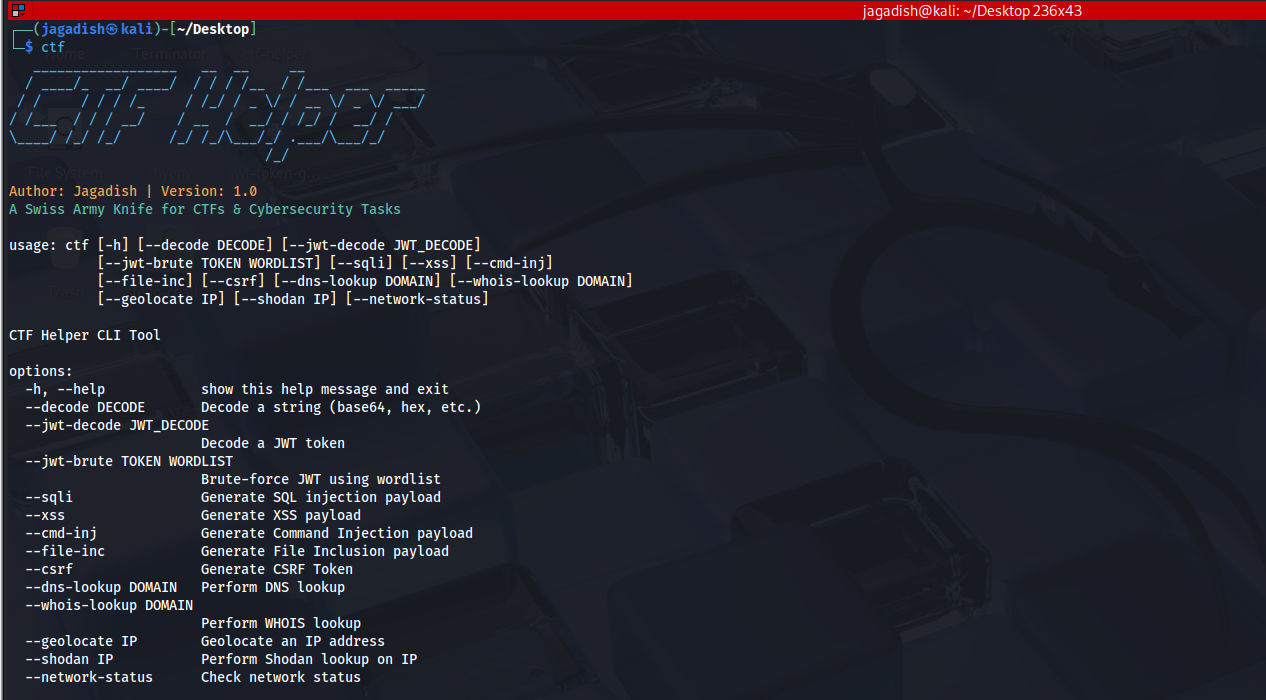 jagadish@kali: ~/Desktop 236x43
┌──(jagadish㉿kali)-[~/Desktop]
└─$ ctf
CTF Helper
Author: Jagadish | Version: 1.0
A Swiss Army Knife for CTFs & Cybersecurity Tasks
usage: ctf [-h] [--decode DECODE] [--jwt-decode JWT_DECODE]
[--jwt-brute TOKEN WORDLIST] [--sqli] [--xss] [--cmd-inj]
[--file-inc] [--csrf] [--dns-lookup DOMAIN] [--whois-lookup DOMAIN]
[--geolocate IP] [--shodan IP] [--network-status]
CTF Helper CLI Tool
options:
-h, --help show this help message and exit
--decode DECODE Decode a string (base64, hex, etc.)
--jwt-decode JWT_DECODE
Decode a JWT token
--jwt-brute TOKEN WORDLIST
Brute-force JWT using wordlist
--sqli Generate SQL injection payload
--xss Generate XSS payload
--cmd-inj Generate Command Injection payload
--file-inc Generate File Inclusion payload
--csrf Generate CSRF Token
--dns-lookup DOMAIN Perform DNS lookup
--whois-lookup DOMAIN
Perform WHOIS lookup
--geolocate IP Geolocate an IP address
--shodan IP Perform Shodan lookup on IP
--network-status Check network status